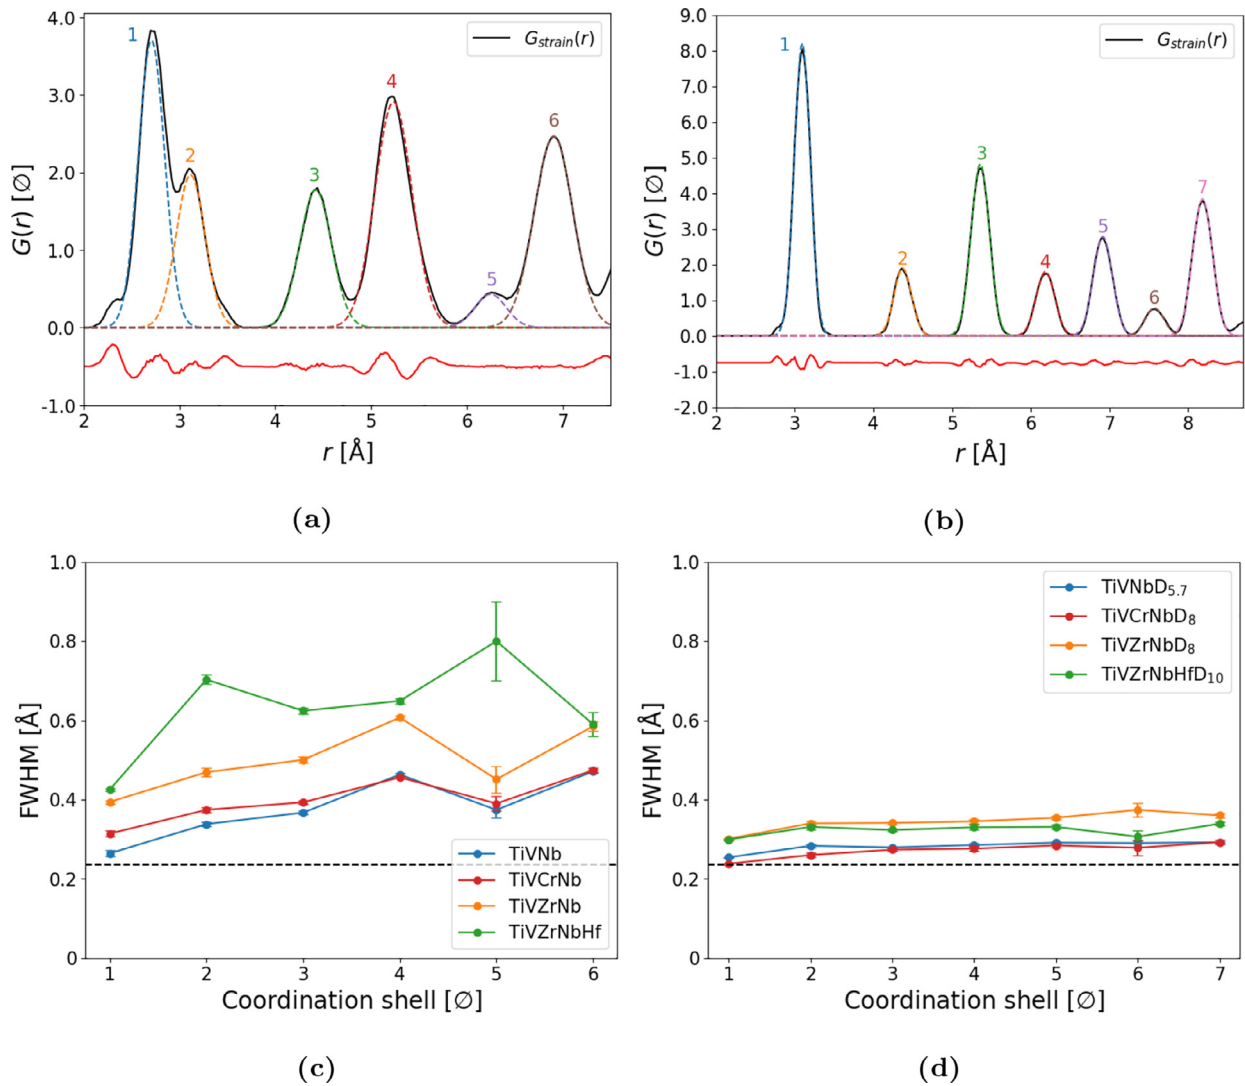 4.0
3.0
2.0
1.0
0.0
-1.0
G(r) [∅]
1
2
3
4
5
6
G_strain(r)
2 3 4 5 6 7
r [Å]
(a)
9.0
8.0
7.0
6.0
5.0
4.0
3.0
2.0
1.0
0.0
-1.0
-2.0
G(r) [∅]
1
2
3
4
5
6
7
G_strain(r)
2 3 4 5 6 7 8
r [Å]
(b)
1.0
0.8
0.6
0.4
0.2
0
FWHM [Å]
TiVNb
TiVCrNb
TiVZrNb
TiVZrNbHf
1 2 3 4 5 6
Coordination shell [∅]
(c)
1.0
0.8
0.6
0.4
0.2
0
FWHM [Å]
TiVNbD₅.₇
TiVCrNbD₈
TiVZrNbD₈
TiVZrNbHfD₁₀
1 2 3 4 5 6 7
Coordination shell [∅]
(d)